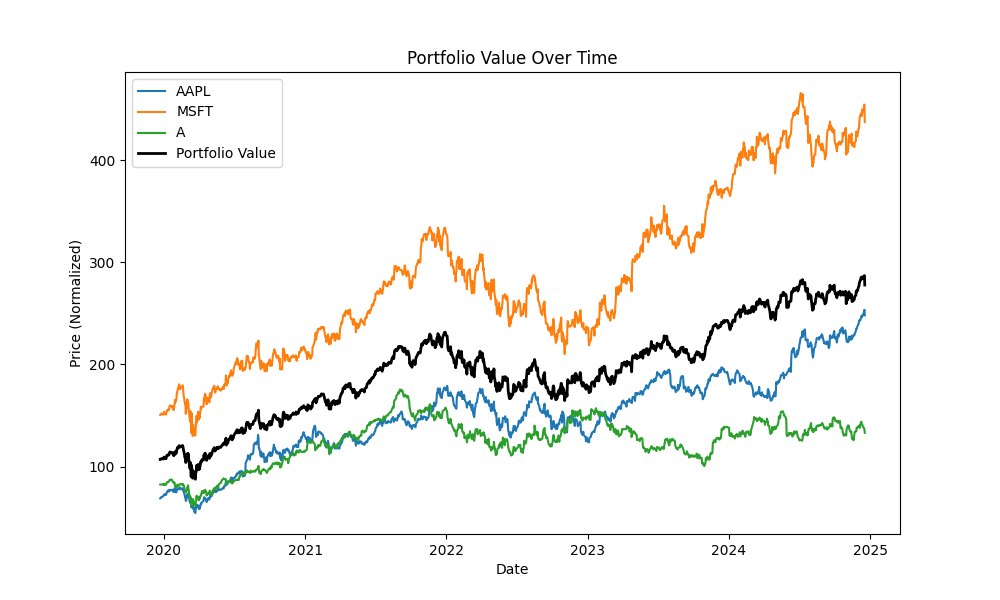 Portfolio Value Over Time
AAPL
MSFT
A
Portfolio Value
Price (Normalized)
400
300
200
100
2020 2021 2022 2023 2024 2025
Date